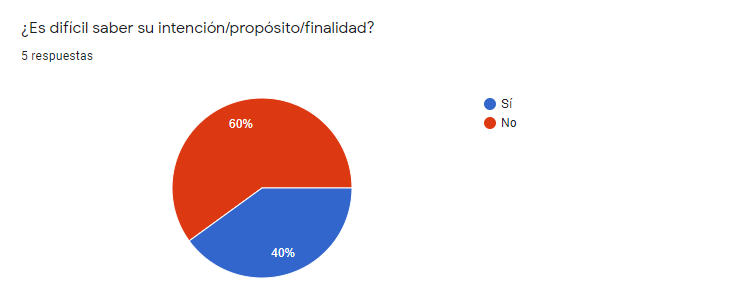 ¿Es difícil saber su intención/propósito/finalidad?
5 respuestas
Sí
No
60%
40%